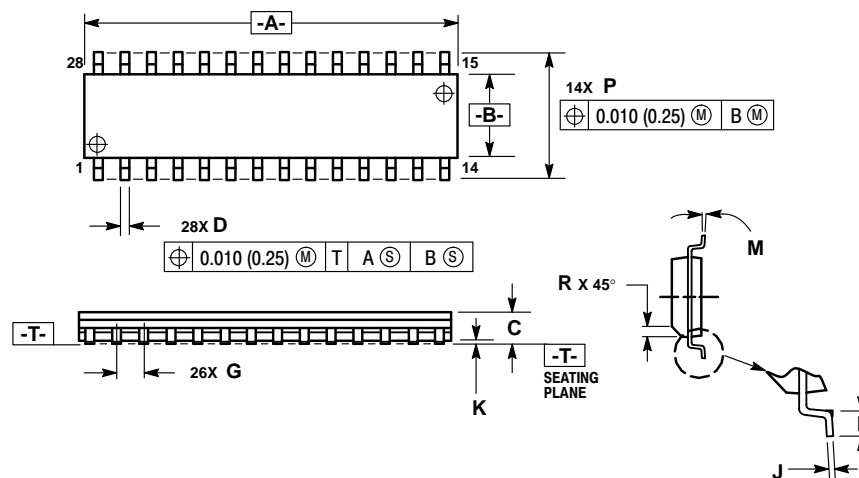 -A-
28
15
14X P
-B-
⌖ 0.010 (0.25) Ⓜ B Ⓜ
1
14
28X D
⌖ 0.010 (0.25) Ⓜ T A Ⓢ B Ⓢ
M
R X 45°
-T-
C
26X G
K
-T-
SEATING
PLANE
J